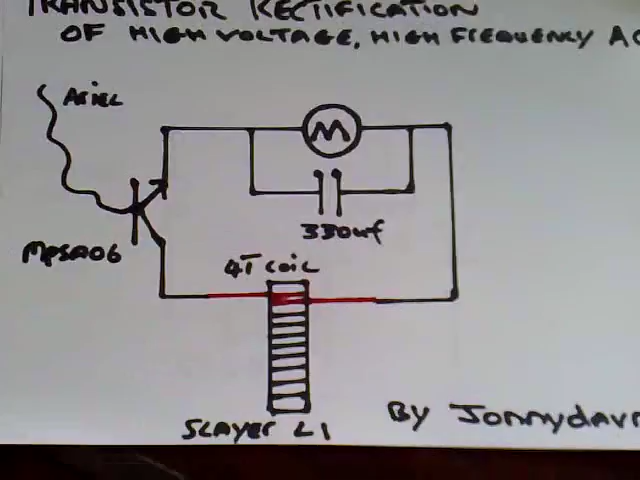 TRANSISTOR RECTIFICATION
OF HIGH VOLTAGE, HIGH FREQUENCY AC
Ariel
M
330uf
MPSA06
4T coil
SLAYER L1
By Jonnydavr